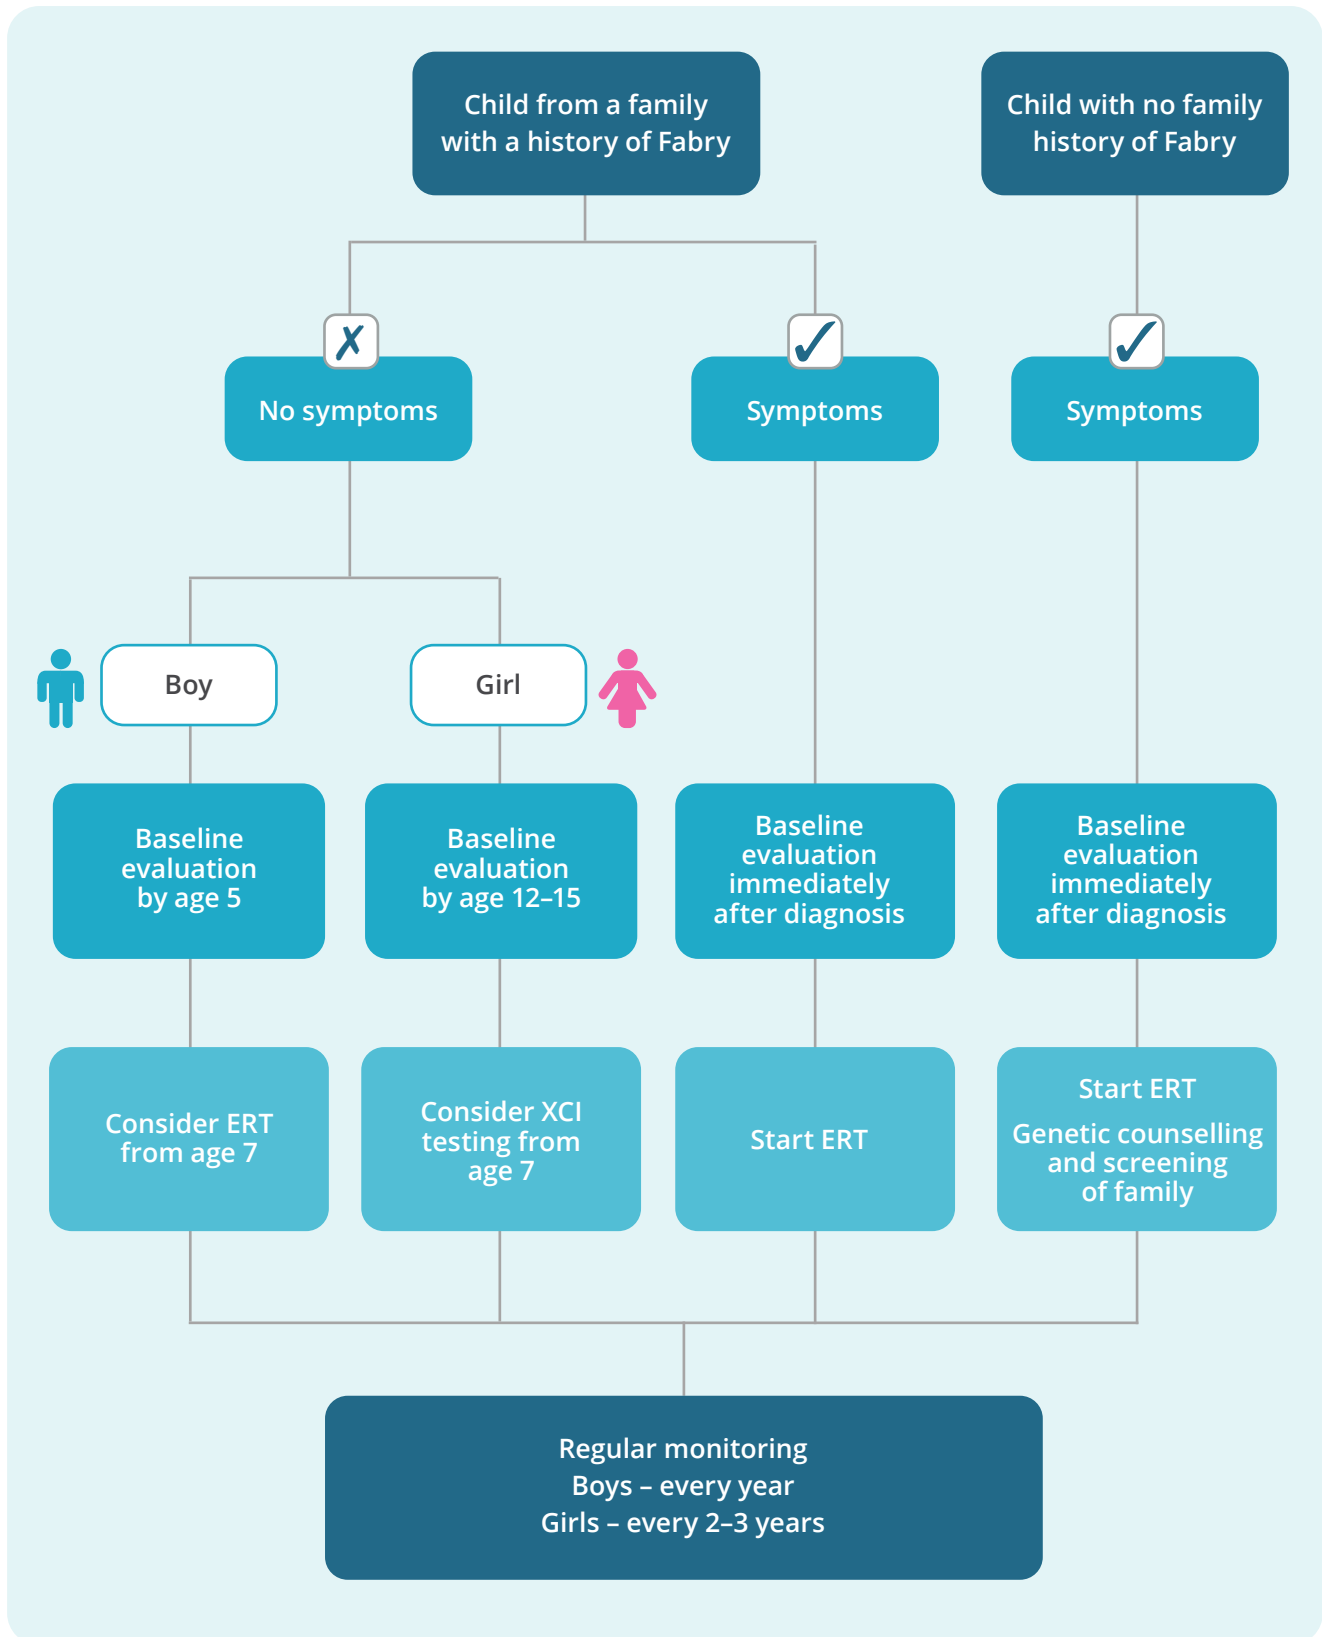 Child from a family
with a history of Fabry
Child with no family
history of Fabry
No symptoms
Symptoms
Symptoms
Boy
Girl
Baseline
evaluation
by age 5
Baseline
evaluation
by age 12–15
Baseline
evaluation
immediately
after diagnosis
Baseline
evaluation
immediately
after diagnosis
Consider ERT
from age 7
Consider XCI
testing from
age 7
Start ERT
Start ERT
Genetic counselling
and screening
of family
Regular monitoring
Boys – every year
Girls – every 2–3 years